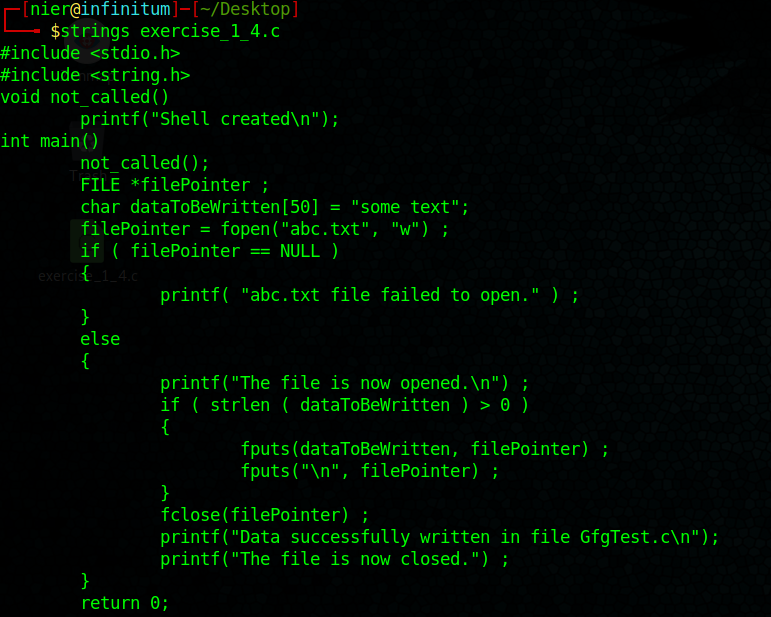 [nier@infinitum]─[~/Desktop]
$strings exercise_1_4.c
#include <stdio.h>
#include <string.h>
void not_called()
        printf("Shell created\n");
int main()
        not_called();
        FILE *filePointer ;
        char dataToBeWritten[50] = "some text";
        filePointer = fopen("abc.txt", "w") ;
        if ( filePointer == NULL )
        {
exercise_1_4.c
                printf( "abc.txt file failed to open." ) ;
        }
        else
        {
                printf("The file is now opened.\n") ;
                if ( strlen ( dataToBeWritten ) > 0 )
                {
                        fputs(dataToBeWritten, filePointer) ;
                        fputs("\n", filePointer) ;
                }
                fclose(filePointer) ;
                printf("Data successfully written in file GfgTest.c\n");
                printf("The file is now closed.") ;
        }
        return 0;